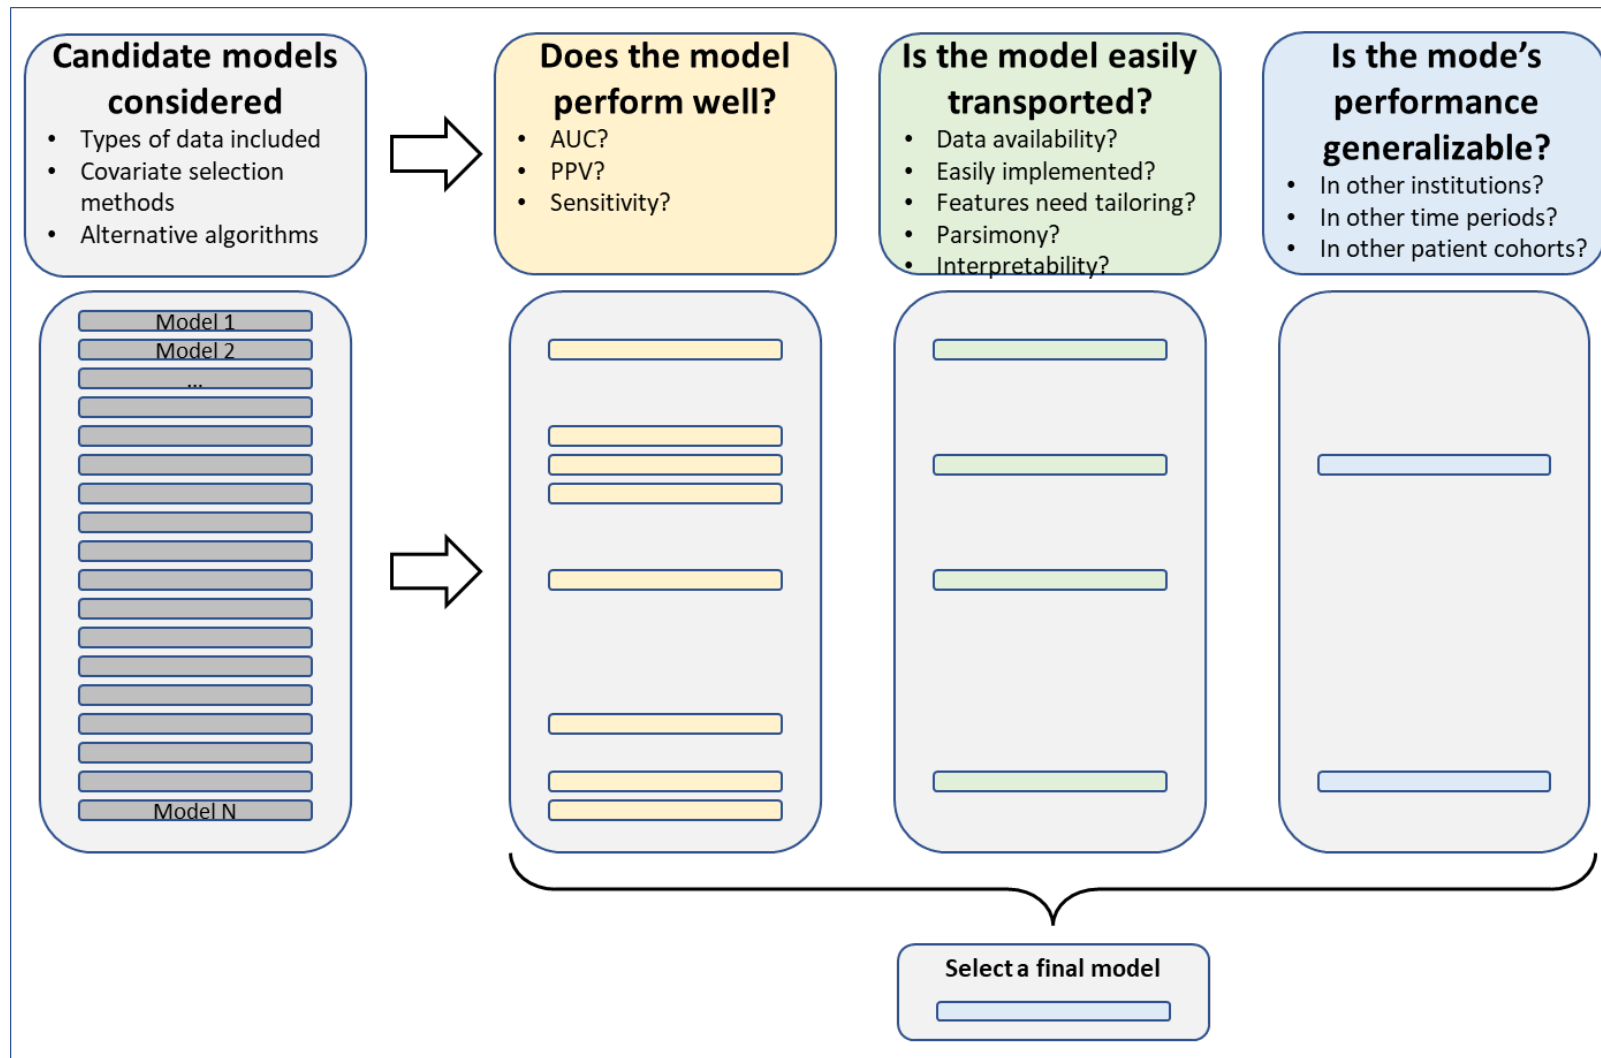 Candidate models
considered
• Types of data included
• Covariate selection
methods
• Alternative algorithms
Does the model
perform well?
• AUC?
• PPV?
• Sensitivity?
Is the model easily
transported?
• Data availability?
• Easily implemented?
• Features need tailoring?
• Parsimony?
• Interpretability?
Is the mode’s
performance
generalizable?
• In other institutions?
• In other time periods?
• In other patient cohorts?
Model 1
Model 2
...
Model N
Select a final model